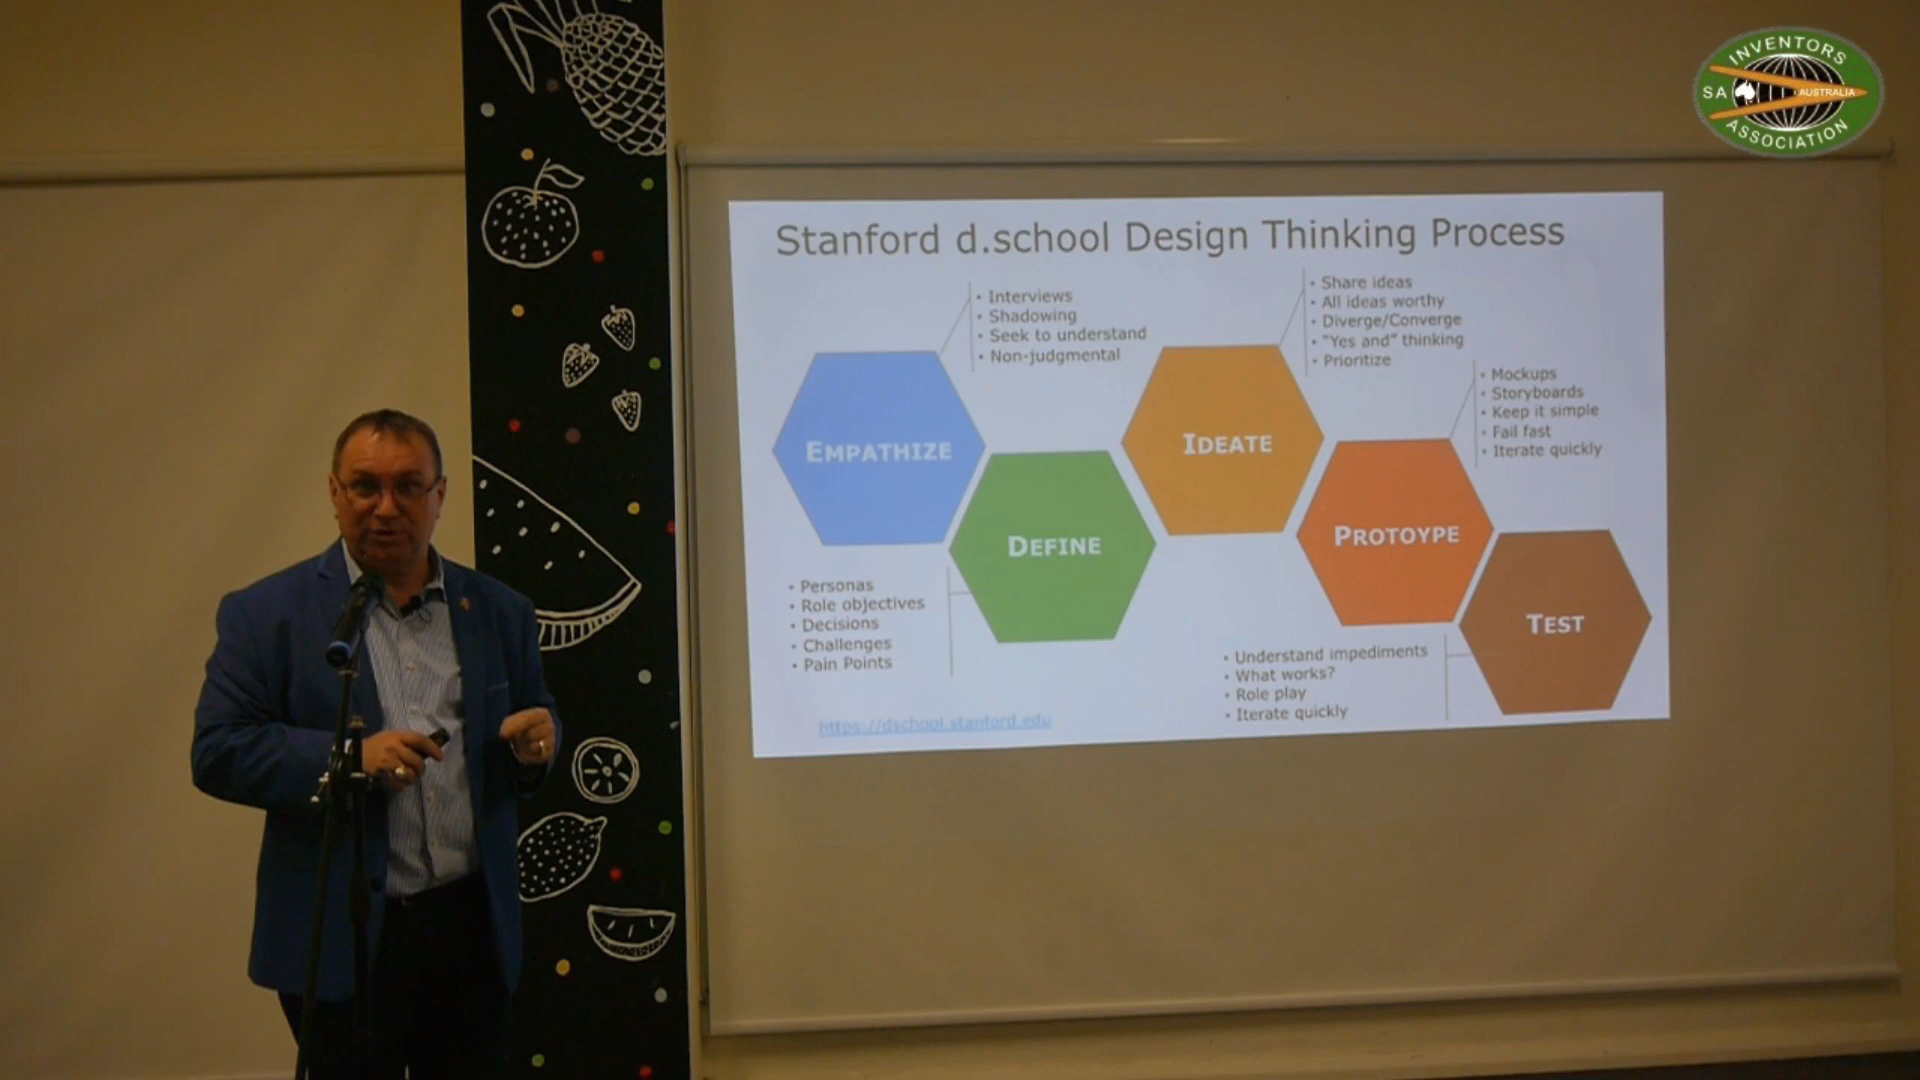 INVENTORS
SA AUSTRALIA
ASSOCIATION
Stanford d.school Design Thinking Process
• Interviews
• Shadowing
• Seek to understand
• Non-judgmental
• Share ideas
• All ideas worthy
• Diverge/Converge
• "Yes and" thinking
• Prioritize
• Mockups
• Storyboards
• Keep it simple
• Fail fast
• Iterate quickly
EMPATHIZE
DEFINE
IDEATE
PROTOYPE
TEST
• Personas
• Role objectives
• Decisions
• Challenges
• Pain Points
• Understand impediments
• What works?
• Role play
• Iterate quickly
https://dschool.stanford.edu